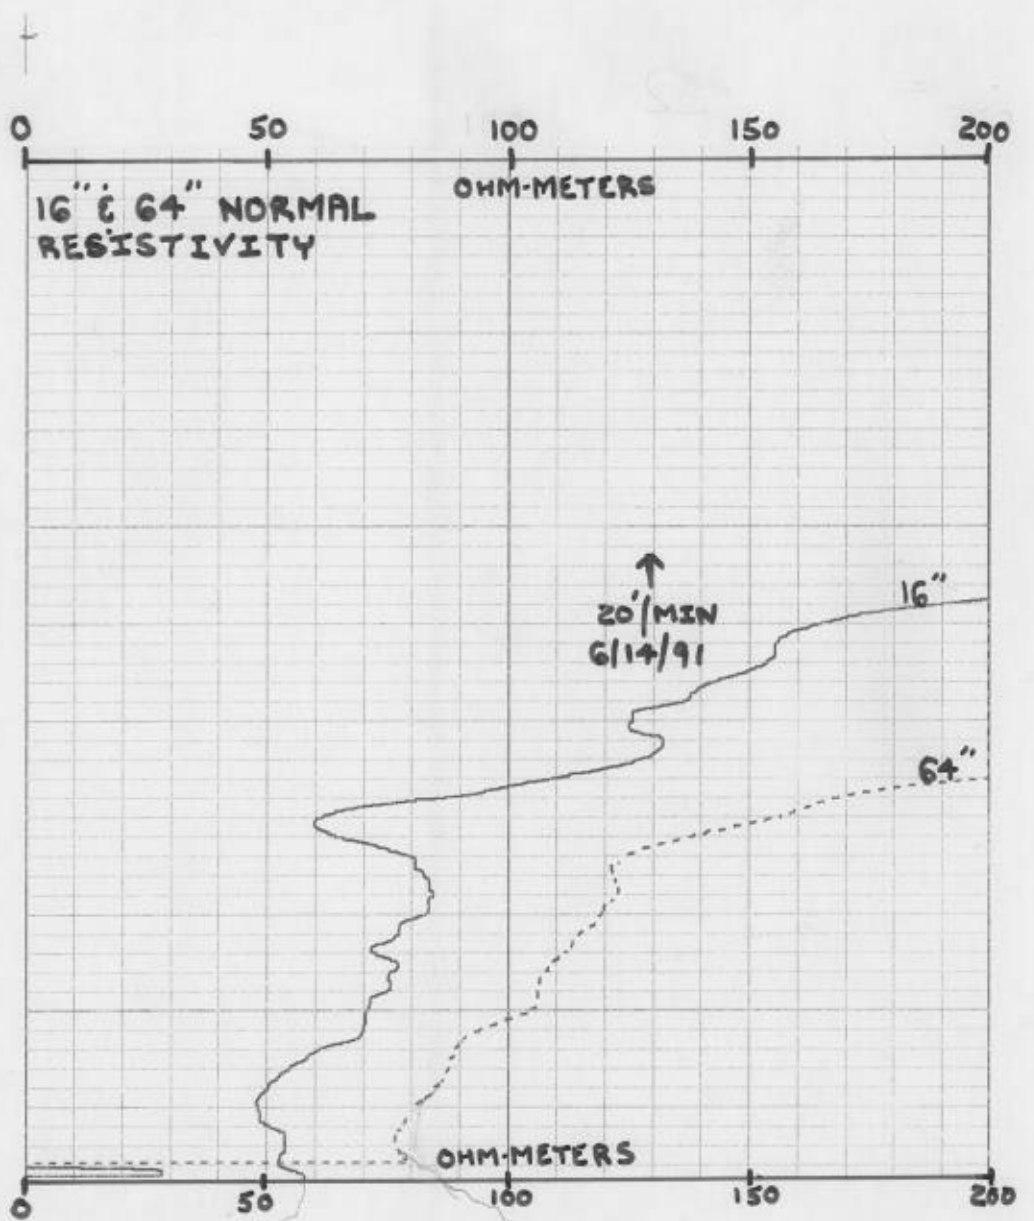 0 50 100 150 200
OHM-METERS
16" & 64" NORMAL
RESISTIVITY
20'/MIN
6/14/91
16"
64"
OHM-METERS
0 50 100 150 200